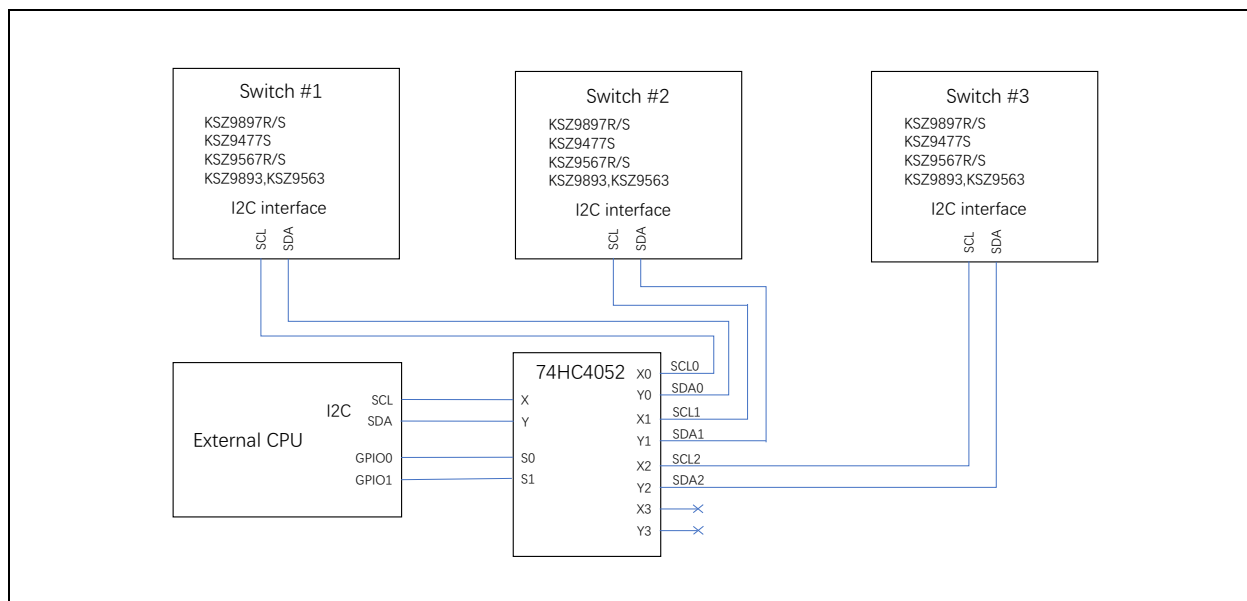 Switch #1
KSZ9897R/S
KSZ9477S
KSZ9567R/S
KSZ9893,KSZ9563
I2C interface
SCL
SDA
Switch #2
KSZ9897R/S
KSZ9477S
KSZ9567R/S
KSZ9893,KSZ9563
I2C interface
SCL
SDA
Switch #3
KSZ9897R/S
KSZ9477S
KSZ9567R/S
KSZ9893,KSZ9563
I2C interface
SCL
SDA
External CPU
I2C
SCL
SDA
GPIO0
GPIO1
74HC4052
X
Y
S0
S1
X0
Y0
X1
Y1
X2
Y2
X3
Y3
SCL0
SDA0
SCL1
SDA1
SCL2
SDA2